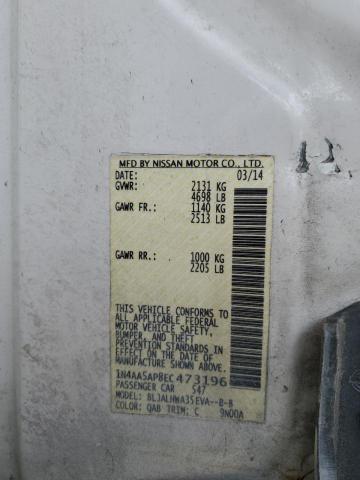 MFD BY NISSAN MOTOR CO., LTD.
DATE: 03/14
GVWR: 2131 KG
4698 LB
GAWR FR.: 1140 KG
2513 LB
GAWR RR.: 1000 KG
2205 LB
THIS VEHICLE CONFORMS TO
ALL APPLICABLE FEDERAL
MOTOR VEHICLE SAFETY,
BUMPER, AND THEFT
PREVENTION STANDARDS IN
EFFECT ON THE DATE OF
MANUFACTURE SHOWN ABOVE.
1N4AA5AP8EC473196
PASSENGER CAR 547
MODEL: BLJALHWA35EVA--B-B
COLOR: QAB TRIM: C 9N00A